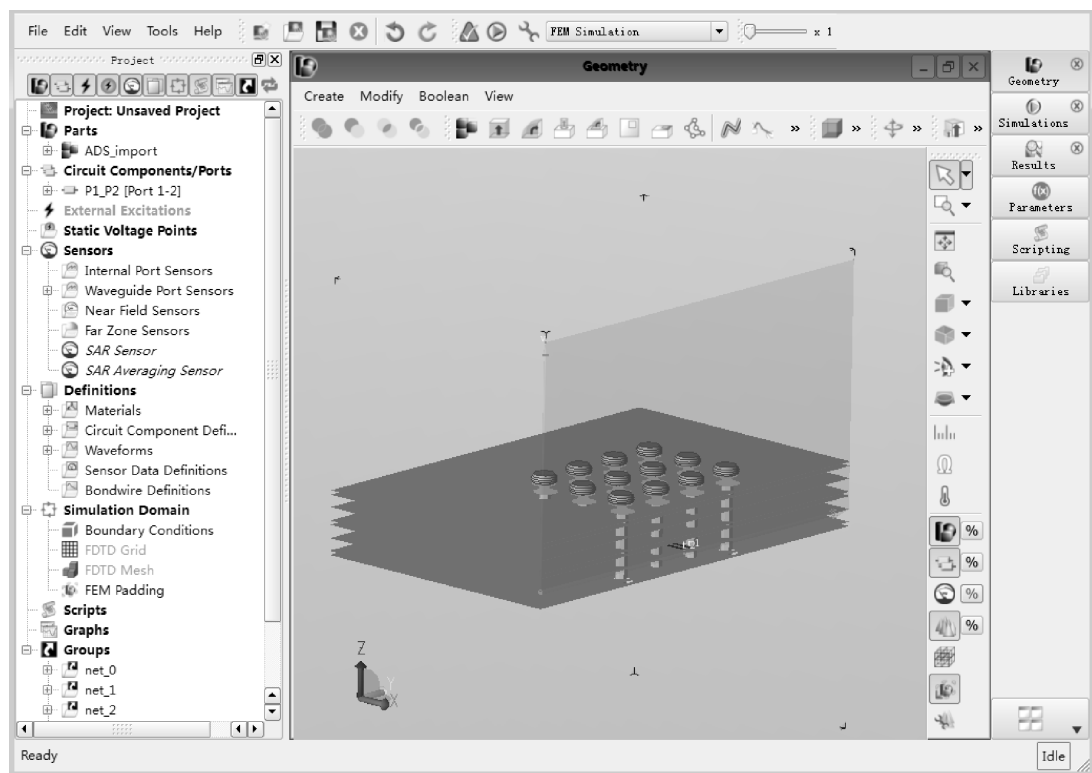 File Edit View Tools Help FEM Simulation x 1
Project
Project: Unsaved Project
Parts
ADS_import
Circuit Components/Ports
P1_P2 [Port 1-2]
External Excitations
Static Voltage Points
Sensors
Internal Port Sensors
Waveguide Port Sensors
Near Field Sensors
Far Zone Sensors
SAR Sensor
SAR Averaging Sensor
Definitions
Materials
Circuit Component Defi...
Waveforms
Sensor Data Definitions
Bondwire Definitions
Simulation Domain
Boundary Conditions
FDTD Grid
FDTD Mesh
FEM Padding
Scripts
Graphs
Groups
net_0
net_1
net_2
Geometry
Create Modify Boolean View
»
»
»
»
Z
Y
X
%
%
%
%
Geometry
Simulations
Results
f(x)
Parameters
Scripting
Libraries
Ready
Idle